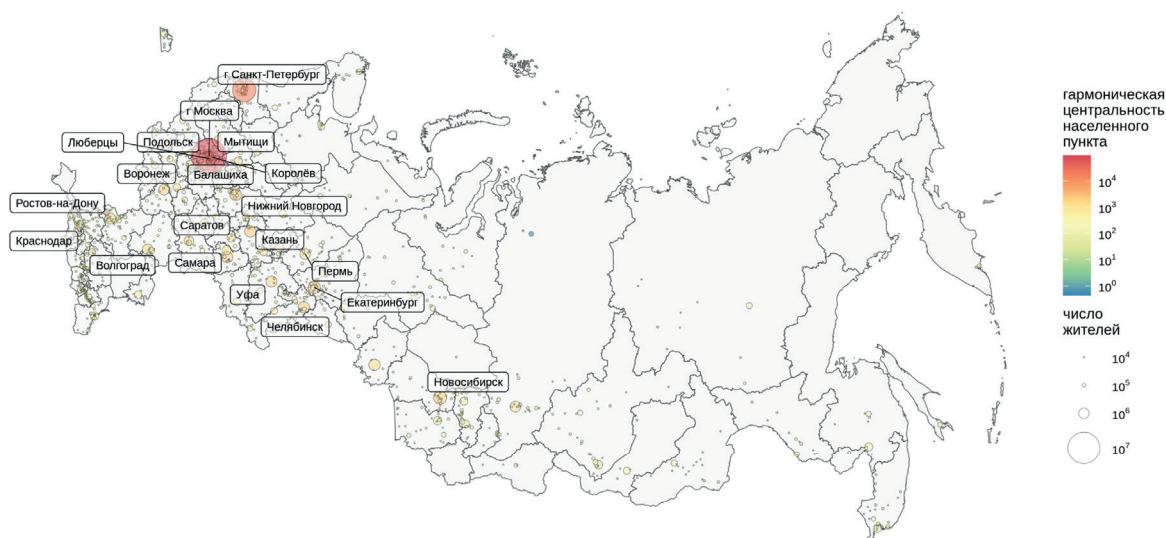 г Санкт-Петербург
г Москва
Люберцы
Подольск
Мытищи
Воронеж
Балашиха
Королёв
Ростов-на-Дону
Нижний Новгород
Саратов
Краснодар
Казань
Волгоград
Самара
Пермь
Уфа
Екатеринбург
Челябинск
Новосибирск
гармоническая
центральность
населенного
пункта
10⁴
10³
10²
10¹
10⁰
число
жителей
10⁴
10⁵
10⁶
10⁷